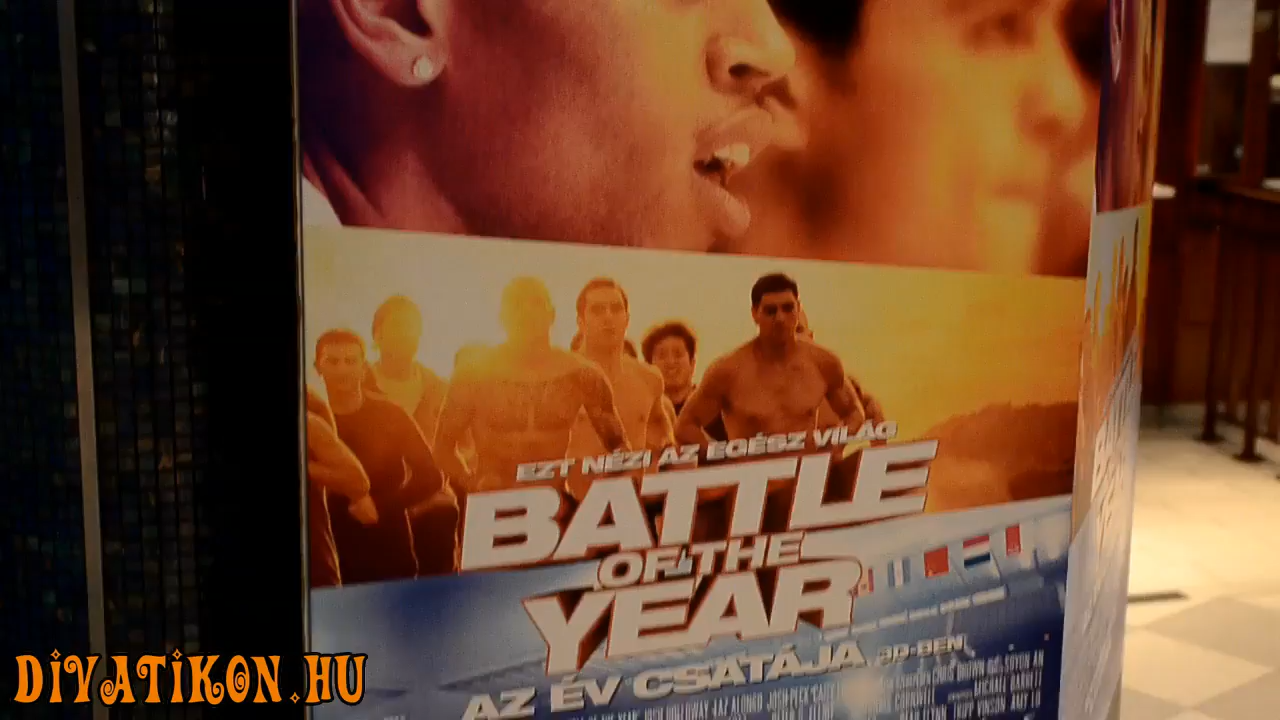 EZT NÉZI AZ EGÉSZ VILÁG
BATTLE
OF THE
YEAR
AZ ÉV CSATÁJA 3D-BEN
DIVATIKON.HU